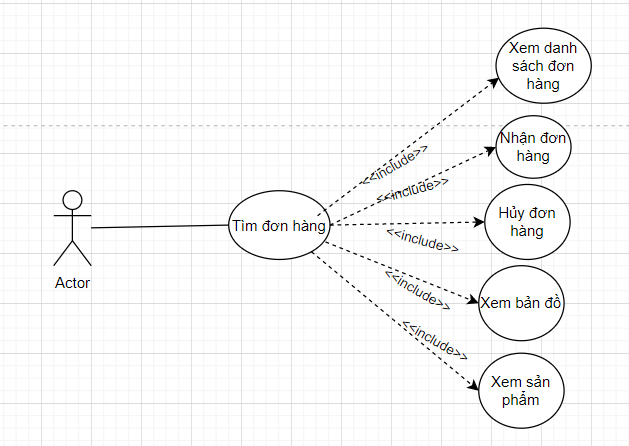 Xem danh
sách đơn
hàng
<<include>>
Nhận đơn
hàng
<<include>>
Tìm đơn hàng
Hủy đơn
hàng
<<include>>
Actor
<<include>>
Xem bản đồ
<<include>>
Xem sản
phẩm